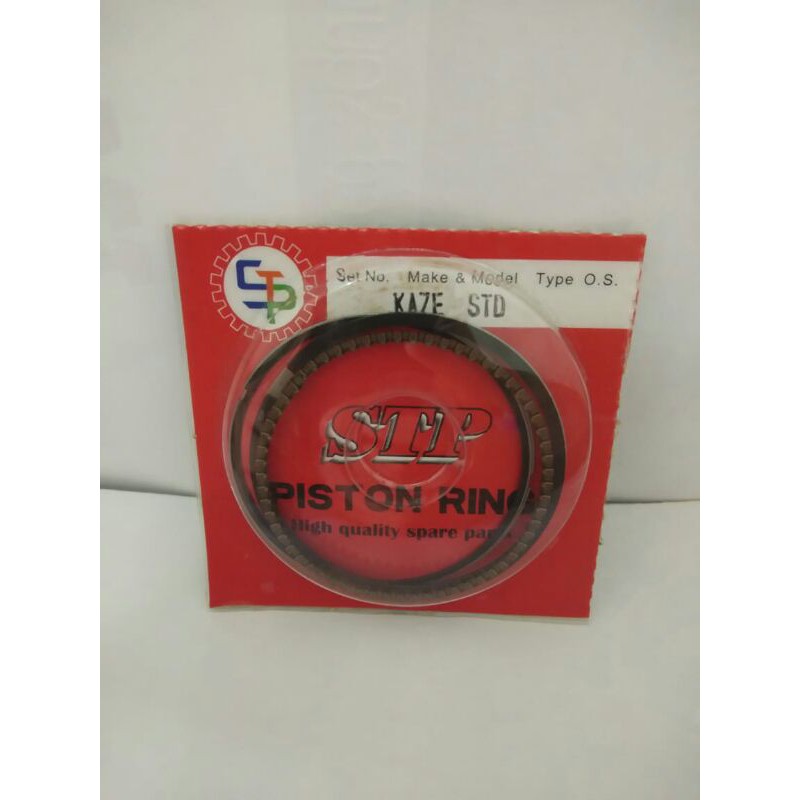 STP
Set No. Make & Model Type O.S.
KAZE STD
STP
PISTON RING
High quality spare parts